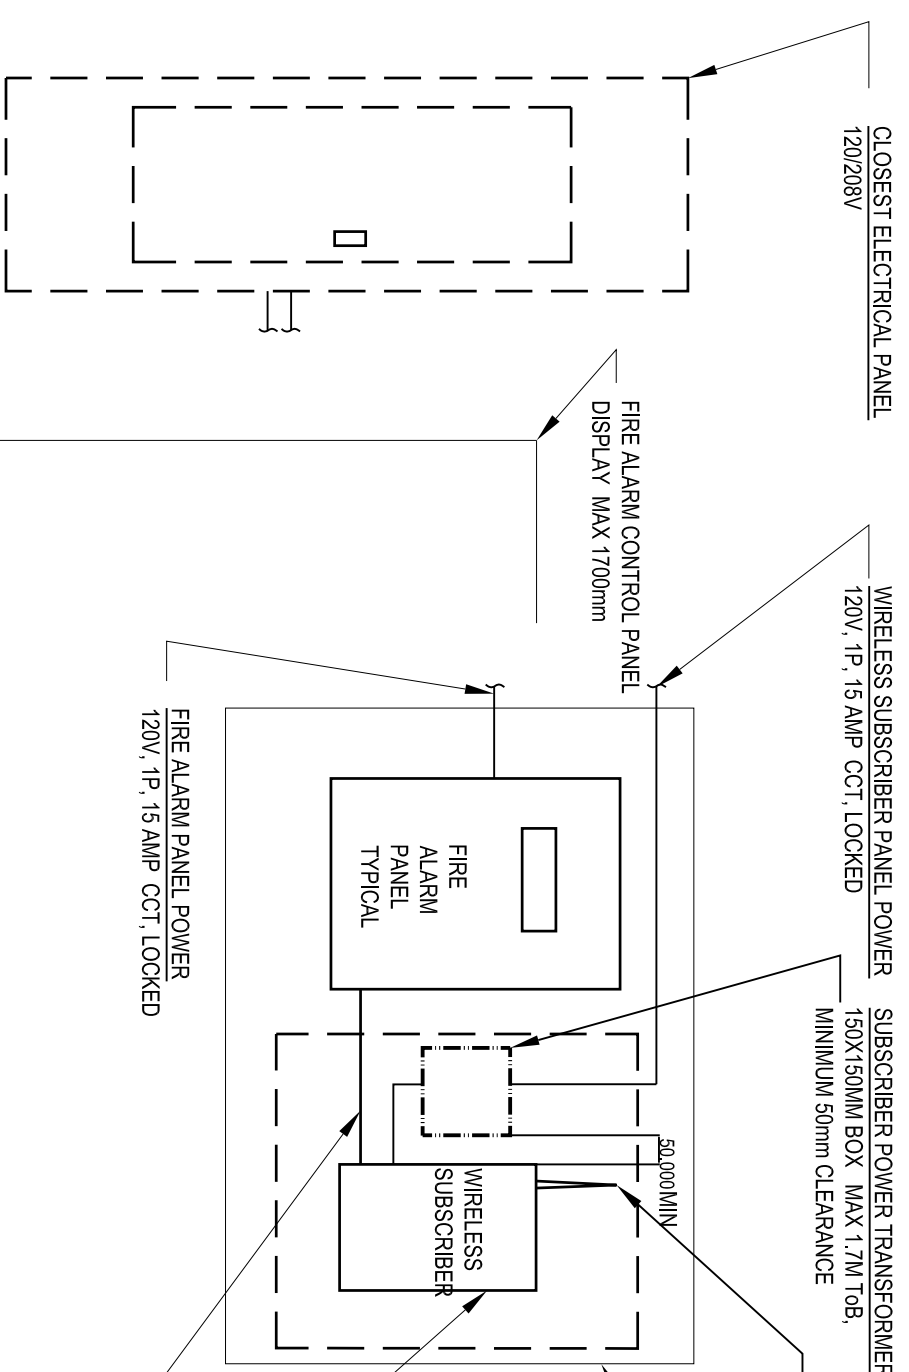 CLOSEST ELECTRICAL PANEL
120/208V
WIRELESS SUBSCRIBER PANEL POWER
120V, 1P, 15 AMP CCT, LOCKED
SUBSCRIBER POWER TRANSFORMER
150X150MM BOX MAX 1.7M ToB,
MINIMUM 50mm CLEARANCE
FIRE ALARM CONTROL PANEL
DISPLAY MAX 1700mm
50,000MIN
FIRE
ALARM
PANEL
TYPICAL
WIRELESS
SUBSCRIBER
FIRE ALARM PANEL POWER
120V, 1P, 15 AMP CCT, LOCKED